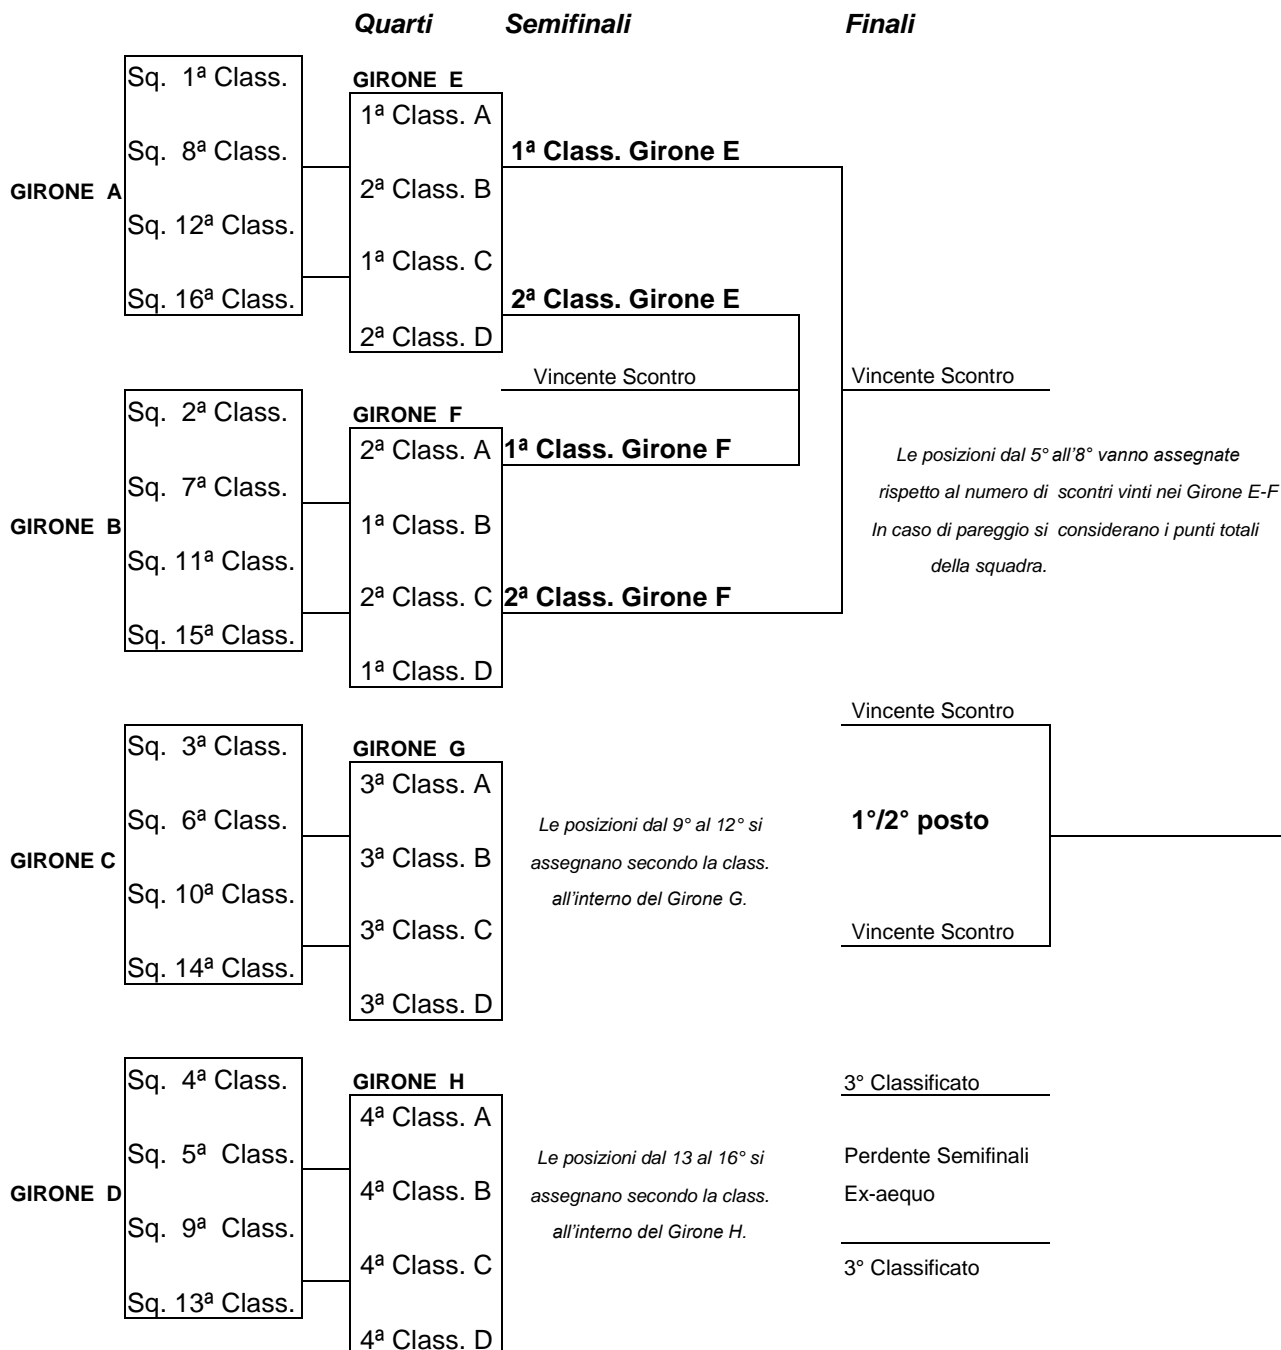 Quarti Semifinali Finali
GIRONE A
Sq. 1ª Class.
Sq. 8ª Class.
Sq. 12ª Class.
Sq. 16ª Class.
GIRONE E
1ª Class. A
2ª Class. B
1ª Class. C
2ª Class. D
1ª Class. Girone E
2ª Class. Girone E
Vincente Scontro
Vincente Scontro
GIRONE B
Sq. 2ª Class.
Sq. 7ª Class.
Sq. 11ª Class.
Sq. 15ª Class.
GIRONE F
2ª Class. A
1ª Class. B
2ª Class. C
1ª Class. D
1ª Class. Girone F
2ª Class. Girone F
Le posizioni dal 5° all'8° vanno assegnate
rispetto al numero di scontri vinti nei Girone E-F
In caso di pareggio si considerano i punti totali
della squadra.
GIRONE C
Sq. 3ª Class.
Sq. 6ª Class.
Sq. 10ª Class.
Sq. 14ª Class.
GIRONE G
3ª Class. A
3ª Class. B
3ª Class. C
3ª Class. D
Le posizioni dal 9° al 12° si
assegnano secondo la class.
all'interno del Girone G.
Vincente Scontro
1°/2° posto
Vincente Scontro
GIRONE D
Sq. 4ª Class.
Sq. 5ª Class.
Sq. 9ª Class.
Sq. 13ª Class.
GIRONE H
4ª Class. A
4ª Class. B
4ª Class. C
4ª Class. D
Le posizioni dal 13 al 16° si
assegnano secondo la class.
all'interno del Girone H.
3° Classificato
Perdente Semifinali
Ex-aequo
3° Classificato